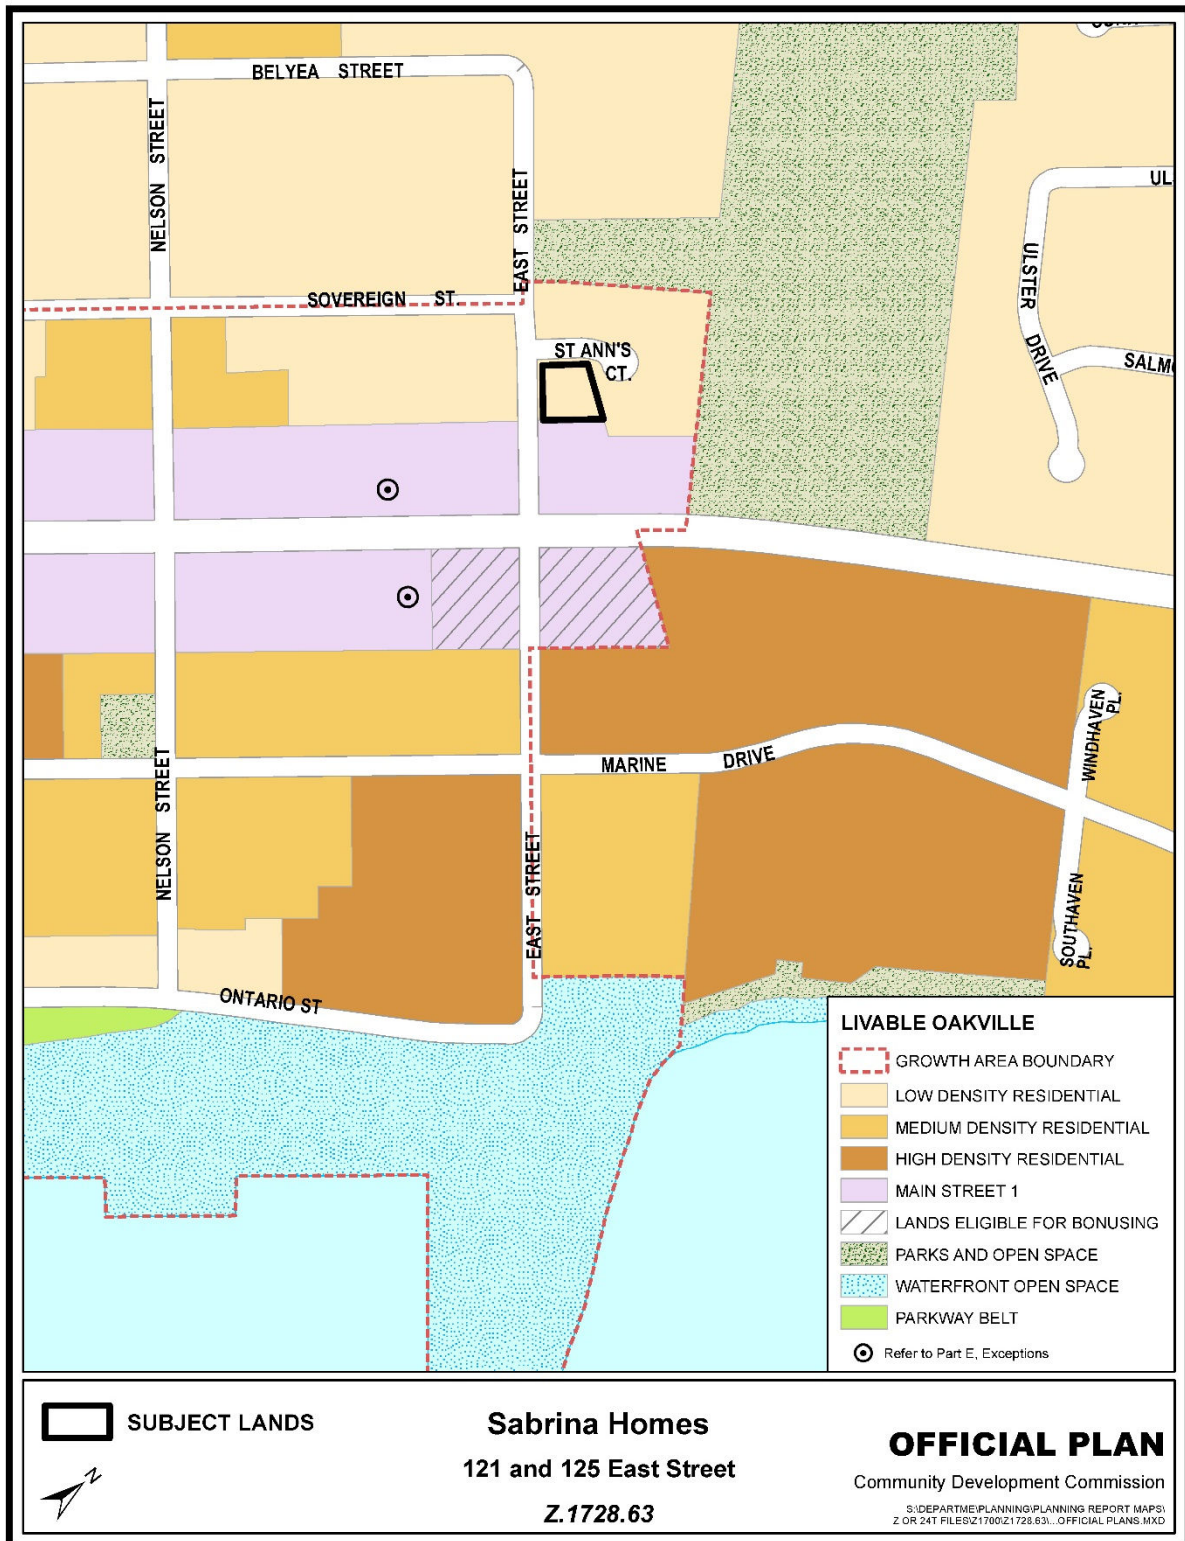 BELYEA STREET
NELSON STREET
EAST STREET
SOVEREIGN ST.
ST ANN'S
CT.
ULSTER DRIVE
MARINE DRIVE
NELSON STREET
EAST STREET
WINDHAVEN
PL.
SOUTHAVEN
PL.
ONTARIO ST
LIVABLE OAKVILLE
GROWTH AREA BOUNDARY
LOW DENSITY RESIDENTIAL
MEDIUM DENSITY RESIDENTIAL
HIGH DENSITY RESIDENTIAL
MAIN STREET 1
LANDS ELIGIBLE FOR BONUSING
PARKS AND OPEN SPACE
WATERFRONT OPEN SPACE
PARKWAY BELT
Refer to Part E, Exceptions
SUBJECT LANDS
N
Sabrina Homes
121 and 125 East Street
Z.1728.63
OFFICIAL PLAN
Community Development Commission
S:\DEPARTME\PLANNING\PLANNING REPORT MAPS\
Z OR 24T FILES\Z1700\Z1728.63\...OFFICIAL PLANS.MXD